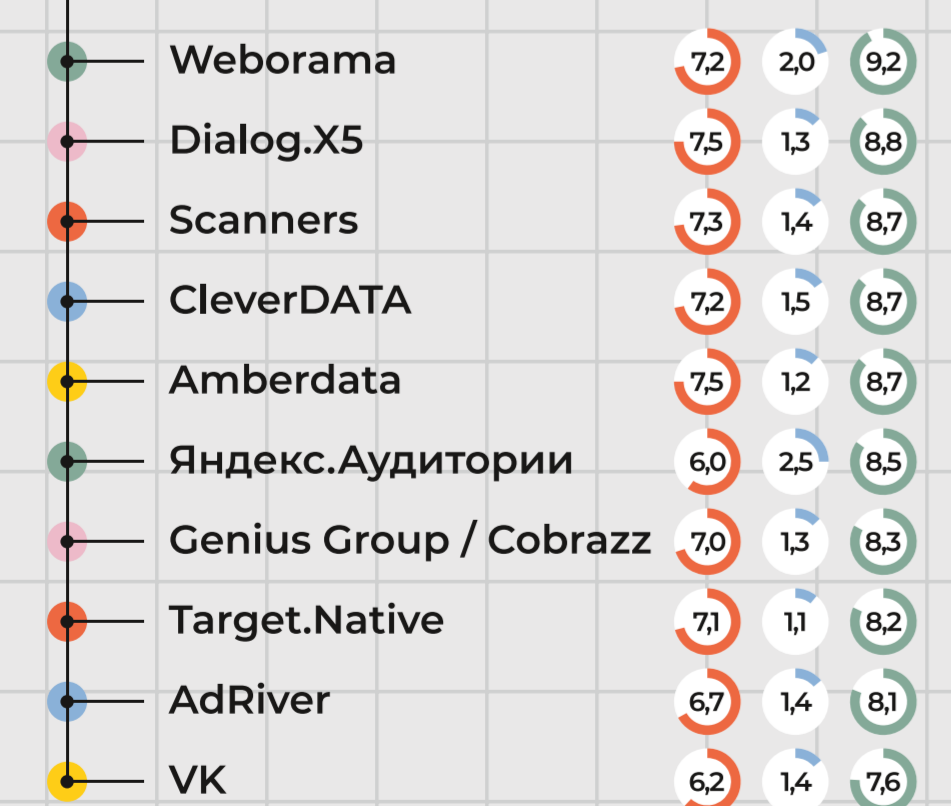 Weborama 7,2 2,0 9,2
Dialog.X5 7,5 1,3 8,8
Scanners 7,3 1,4 8,7
CleverDATA 7,2 1,5 8,7
Amberdata 7,5 1,2 8,7
Яндекс.Аудитории 6,0 2,5 8,5
Genius Group / Cobrazz 7,0 1,3 8,3
Target.Native 7,1 1,1 8,2
AdRiver 6,7 1,4 8,1
VK 6,2 1,4 7,6